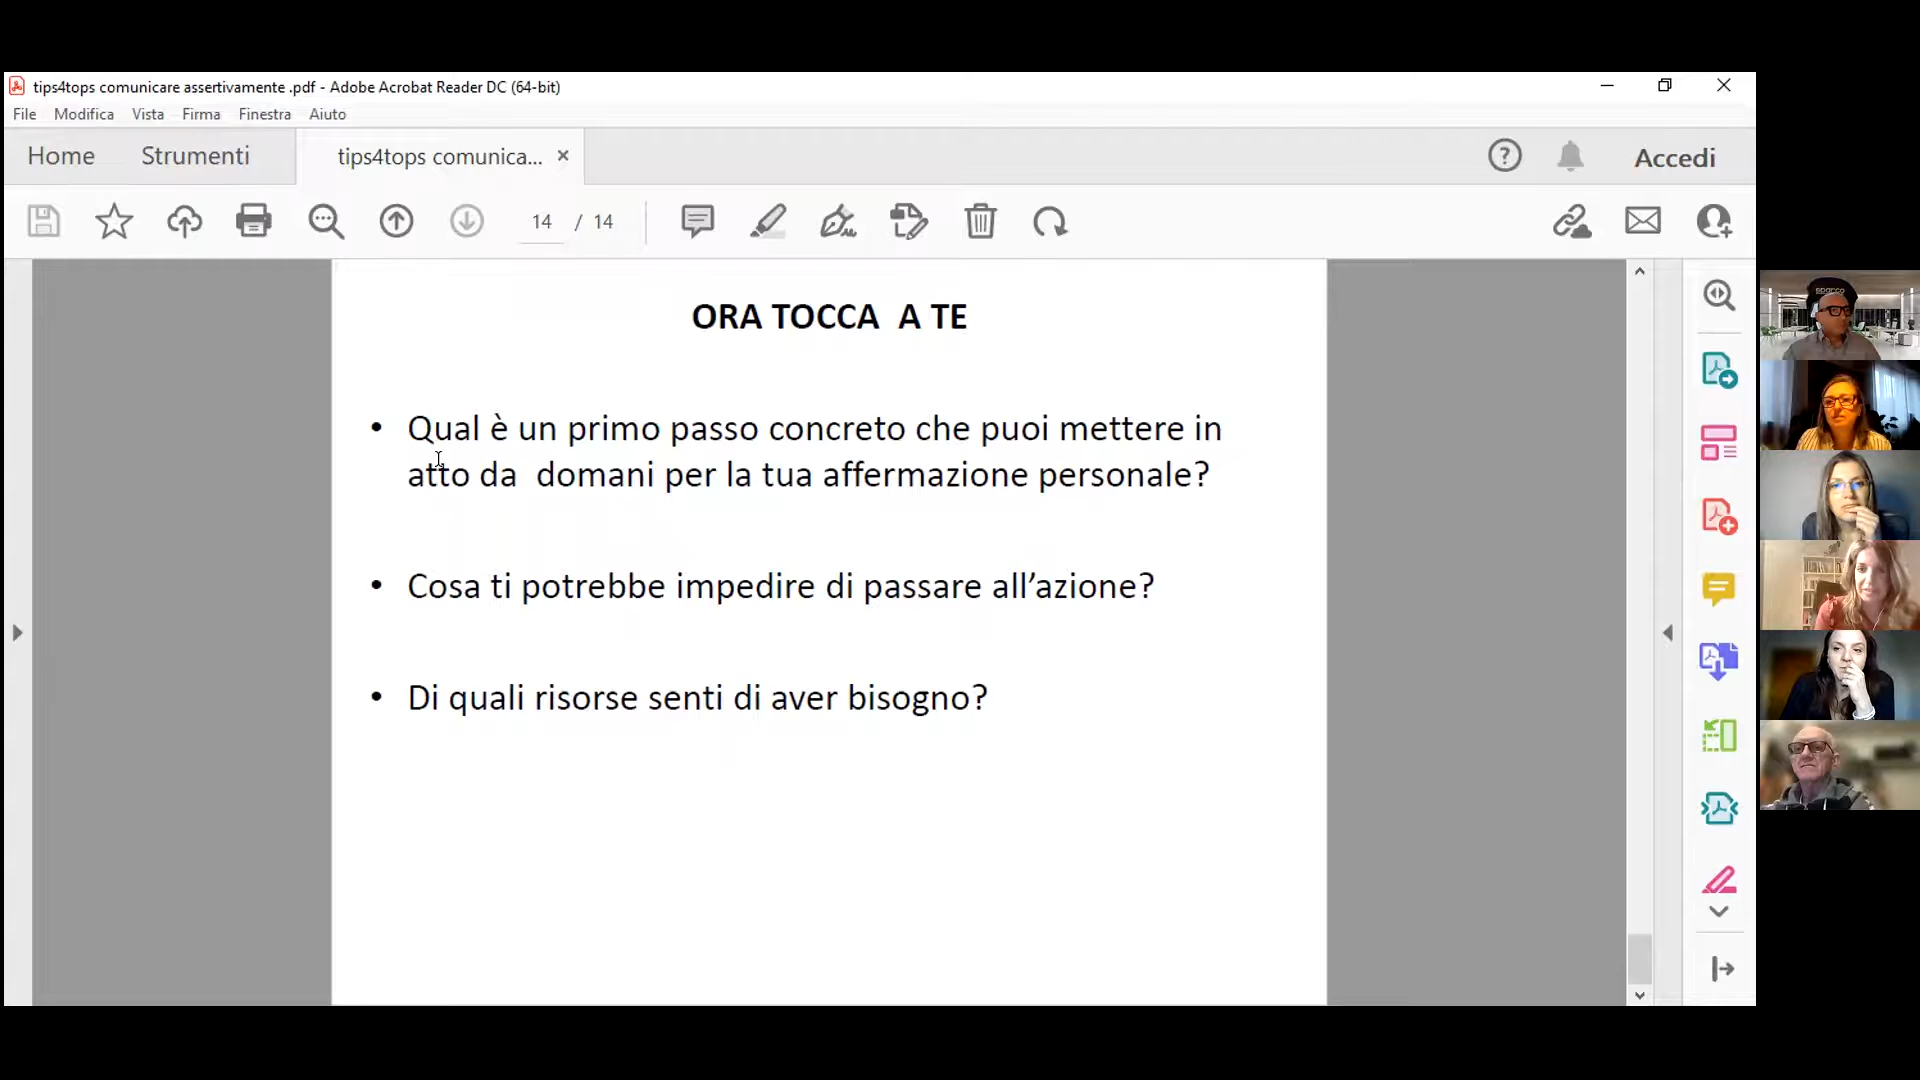 tips4tops comunicare assertivamente .pdf - Adobe Acrobat Reader DC (64-bit)
File Modifica Vista Firma Finestra Aiuto
Home Strumenti tips4tops comunica... Accedi
14 / 14
ORA TOCCA A TE
• Qual è un primo passo concreto che puoi mettere in
atto da domani per la tua affermazione personale?
• Cosa ti potrebbe impedire di passare all’azione?
• Di quali risorse senti di aver bisogno?
sparco